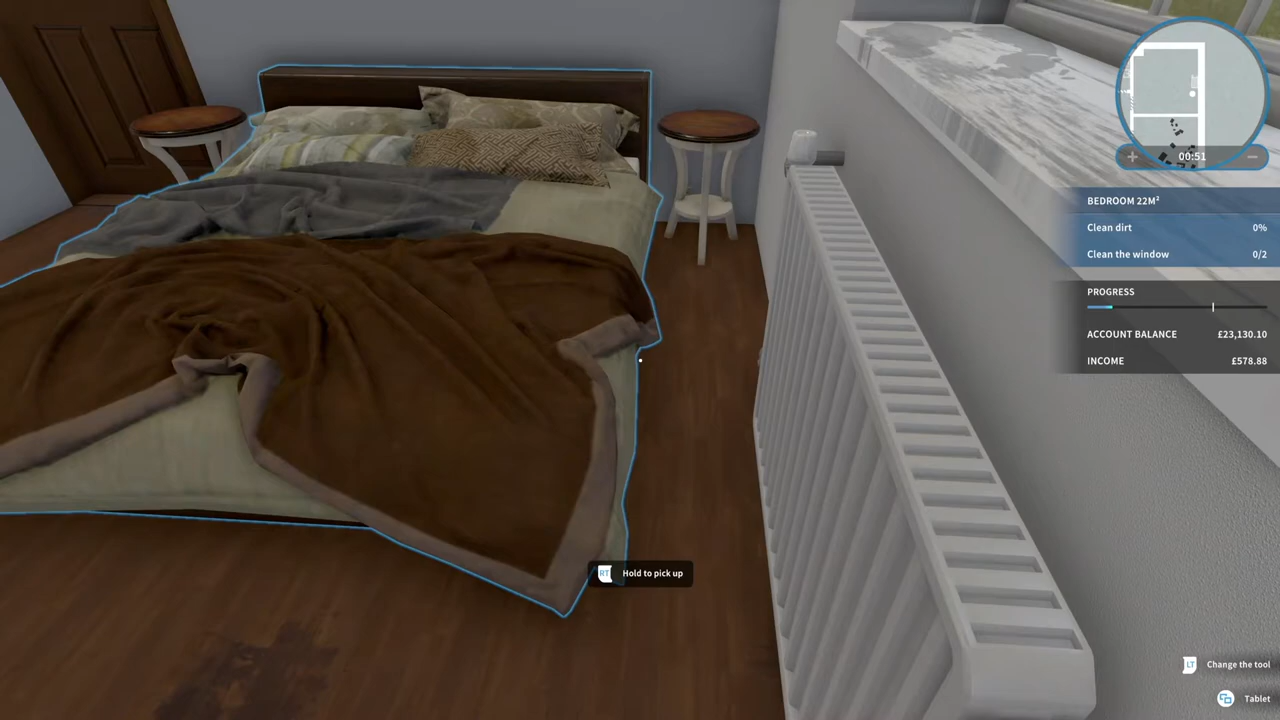 00:51
BEDROOM 22M²
Clean dirt 0%
Clean the window 0/2
PROGRESS
ACCOUNT BALANCE £23,130.10
INCOME £578.88
RT Hold to pick up
LT Change the tool
Tablet